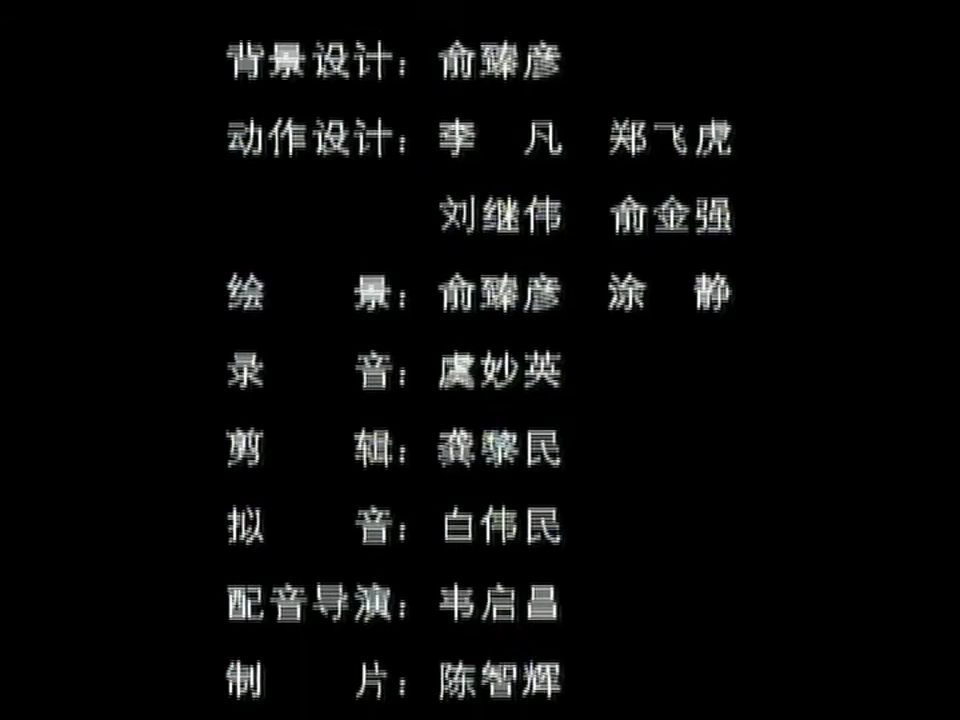 背景设计：俞臻彦
动作设计：李　凡　郑飞虎
刘继伟　俞金强
绘　　景：俞臻彦　涂　静
录　　音：虞妙英
剪　　辑：龚黎民
拟　　音：白伟民
配音导演：韦启昌
制　　片：陈智辉